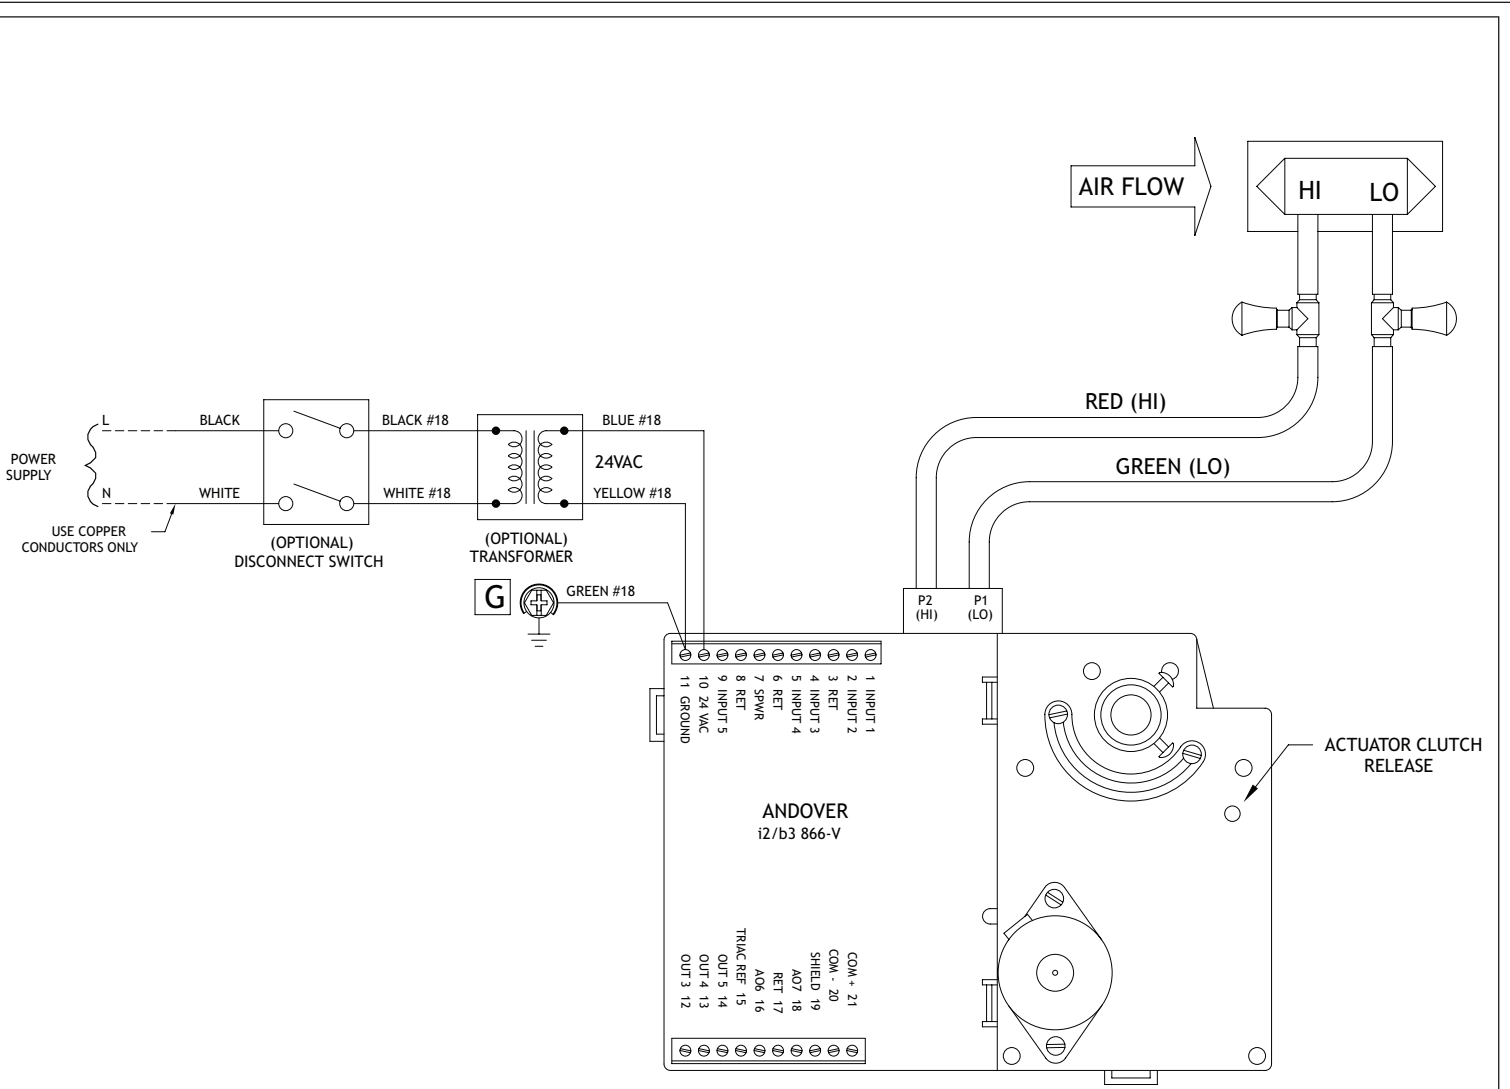 AIR FLOW
HI LO
RED (HI)
GREEN (LO)
L
BLACK
BLACK #18
BLUE #18
POWER
SUPPLY
24VAC
N
WHITE
WHITE #18
YELLOW #18
USE COPPER
CONDUCTORS ONLY
(OPTIONAL)
DISCONNECT SWITCH
(OPTIONAL)
TRANSFORMER
G
GREEN #18
P2
(HI)
P1
(LO)
11 GROUND
10 24 VAC
9 INPUT 5
8 RET
7 SPWR
6 RET
5 INPUT 4
4 INPUT 3
3 RET
2 INPUT 2
1 INPUT 1
ACTUATOR CLUTCH
RELEASE
ANDOVER
i2/b3 866-V
OUT 3 12
OUT 4 13
OUT 5 14
TRIAC REF 15
AO6 16
RET 17
AO7 18
SHIELD 19
COM - 20
COM + 21